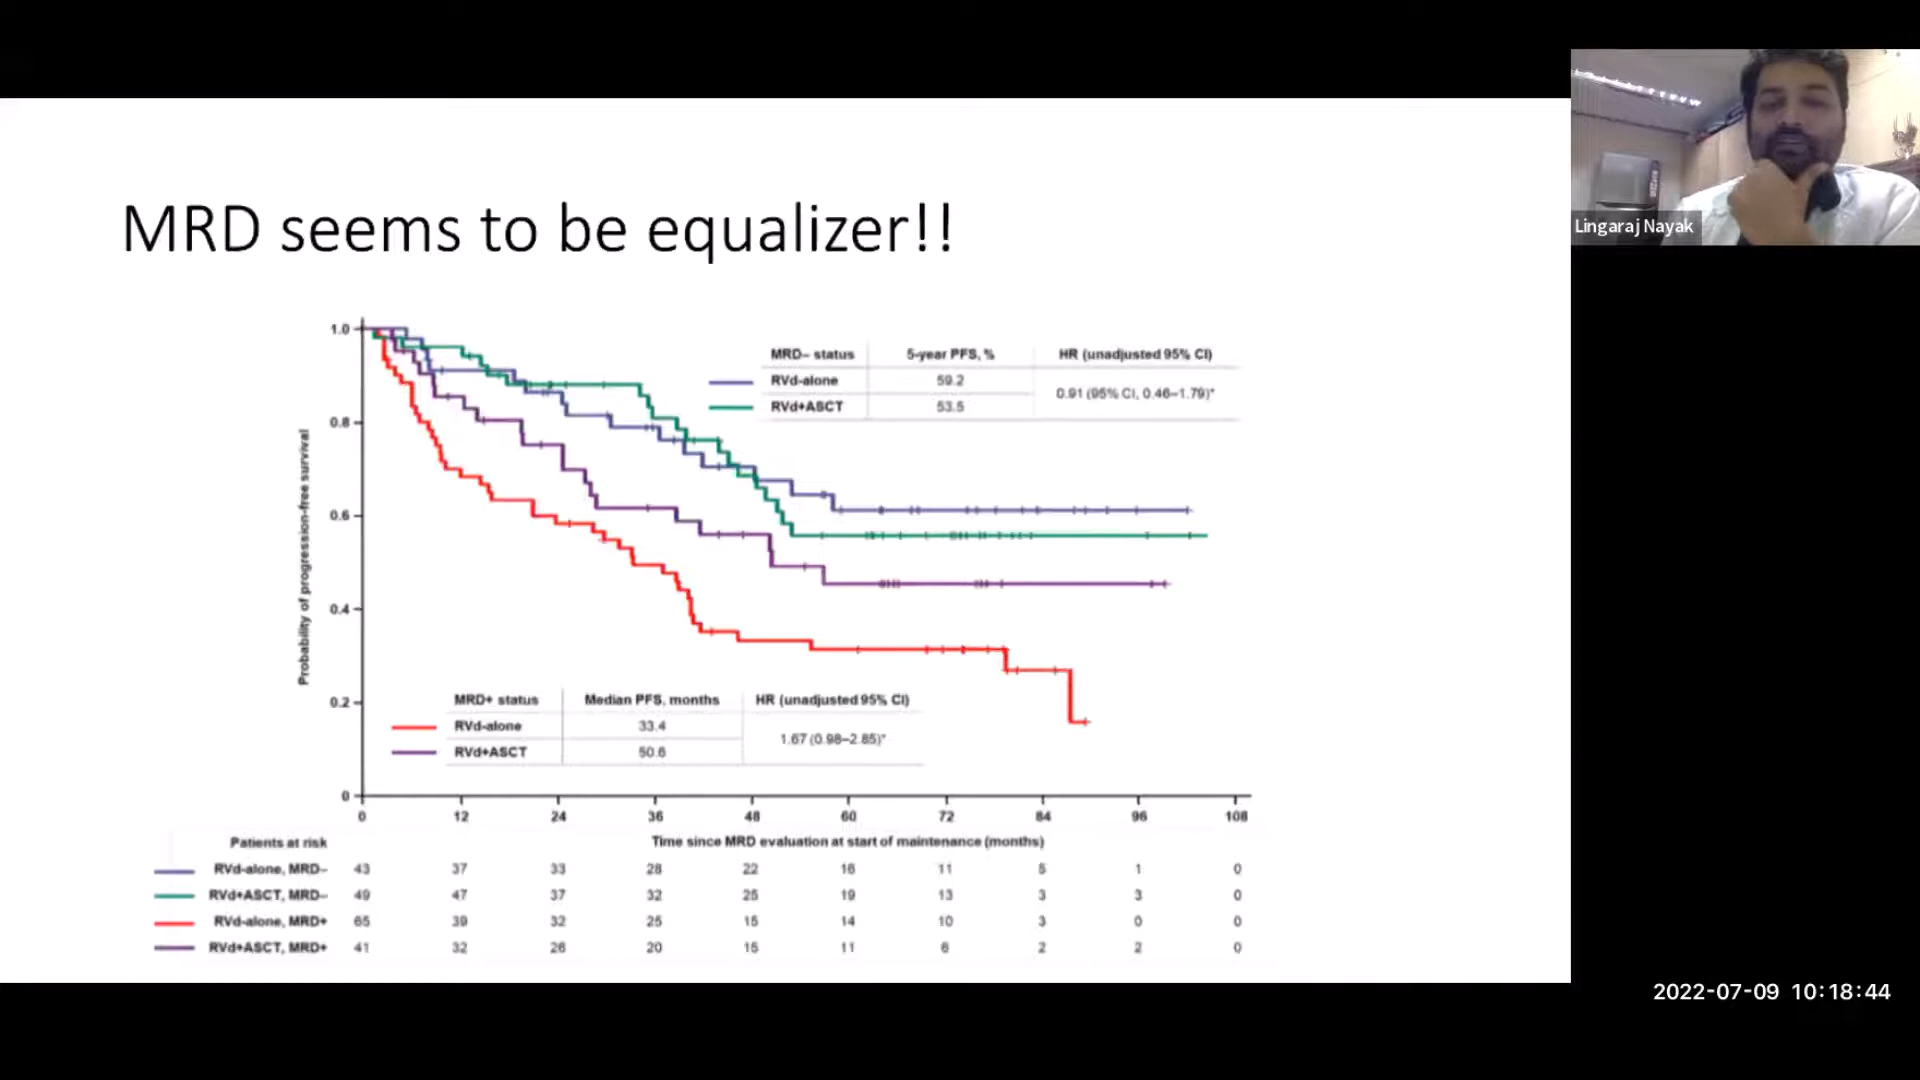 MRD seems to be equalizer!!
Lingaraj Nayak
MRD– status 5-year PFS, % HR (unadjusted 95% CI)
RVd-alone 59.2
0.91 (95% CI, 0.46–1.79)*
RVd+ASCT 53.5
Probability of progression-free survival
1.0
0.8
0.6
0.4
0.2
0
MRD+ status Median PFS, months HR (unadjusted 95% CI)
RVd-alone 33.4
1.67 (0.98–2.85)*
RVd+ASCT 50.6
0 12 24 36 48 60 72 84 96 108
Time since MRD evaluation at start of maintenance (months)
Patients at risk
RVd-alone, MRD– 43 37 33 28 22 16 11 5 1 0
RVd+ASCT, MRD– 49 47 37 32 25 19 13 3 3 0
RVd-alone, MRD+ 65 39 32 25 15 14 10 3 0 0
RVd+ASCT, MRD+ 41 32 26 20 15 11 6 2 2 0
2022-07-09 10:18:44